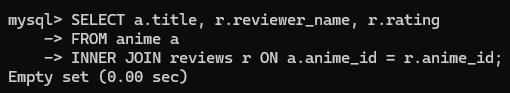 mysql> SELECT a.title, r.reviewer_name, r.rating
    -> FROM anime a
    -> INNER JOIN reviews r ON a.anime_id = r.anime_id;
Empty set (0.00 sec)